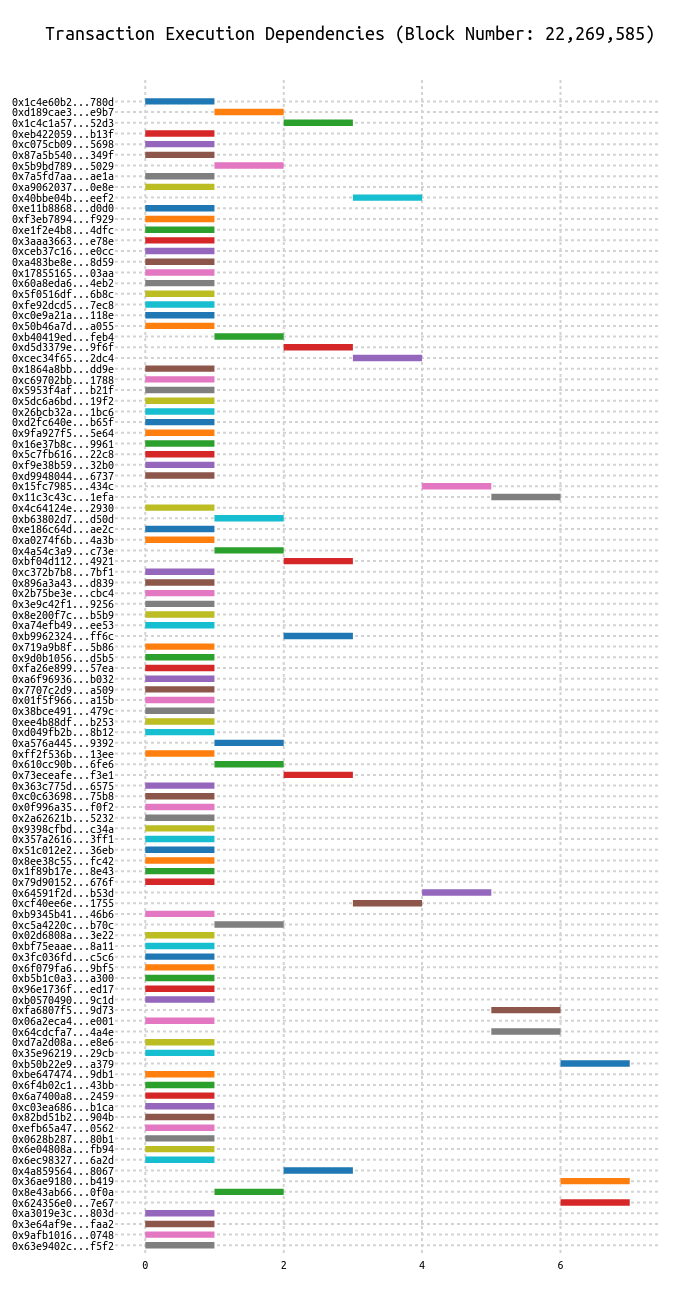 Transaction Execution Dependencies (Block Number: 22,269,585)
0x1c4e60b2...780d
0xd189cae3...e9b7
0x1c4c1a57...52d3
0xeb422059...b13f
0xc075cb09...5698
0x87a5b540...349f
0x5b9bd789...5029
0x7a5fd7aa...ae1a
0xa9062037...0e8e
0x40bbe04b...eef2
0xe11b8868...d0d0
0xf3eb7894...f929
0xe1f2e4b8...4dfc
0x3aaa3663...e78e
0xceb37c16...e0cc
0xa483be8e...8d59
0x17855165...03aa
0x60a8eda6...4eb2
0x5f0516df...6b8c
0xfe92dcd5...7ec8
0xc0e9a21a...118e
0x50b46a7d...a055
0xb40419ed...feb4
0xd5d3379e...9f6f
0xcec34f65...2dc4
0x1864a8bb...dd9e
0xc69702bb...1788
0x5953f4af...b21f
0x5dc6a6bd...19f2
0x26bcb32a...1bc6
0xd2fc640e...b65f
0x9fa927f5...5e64
0x16e37b8c...9961
0x5c7fb616...22c8
0xf9e38b59...32b0
0xd9948044...6737
0x15fc7985...434c
0x11c3c43c...1efa
0x4c64124e...2930
0xb63802d7...d50d
0xe186c64d...ae2c
0xa0274f6b...4a3b
0x4a54c3a9...c73e
0xbf04d112...4921
0xc372b7b8...7bf1
0x896a3a43...d839
0x2b75be3e...cbc4
0x3e9c42f1...9256
0x8e200f7c...b5b9
0xa74efb49...ee53
0xb9962324...ff6c
0x719a9b8f...5b86
0x9d0b1056...d5b5
0xfa26e899...57ea
0xa6f96936...b032
0x7707c2d9...a509
0x01f5f966...a15b
0x38bce491...479c
0xee4b88df...b253
0xd049fb2b...8b12
0xa576a445...9392
0xff2f536b...13ee
0x610cc90b...6fe6
0x73eceafe...f3e1
0x363c775d...6575
0xc0c63698...75b8
0x0f996a35...f0f2
0x2a62621b...5232
0x9398cfbd...c34a
0x357a2616...3ff1
0x51c012e2...36eb
0x8ee38c55...fc42
0x1f89b17e...8e43
0x79d90152...676f
0x64591f2d...b53d
0xcf40ee6e...1755
0xb9345b41...46b6
0xc5a4220c...b70c
0x02d6808a...3e22
0xbf75eaae...8a11
0x3fc036fd...c5c6
0x6f079fa6...9bf5
0xb5b1c0a3...a300
0x96e1736f...ed17
0xb0570490...9c1d
0xfa6807f5...9d73
0x06a2eca4...e001
0x64cdcfa7...4a4e
0xd7a2d08a...e8e6
0x35e96219...29cb
0xb50b22e9...a379
0xbe647474...9db1
0x6f4b02c1...43bb
0x6a7400a8...2459
0xc03ea686...b1ca
0x82bd51b2...904b
0xefb65a47...0562
0x0628b287...80b1
0x6e04808a...fb94
0x6ec98327...6a2d
0x4a859564...8067
0x36ae9180...b419
0x8e43ab66...0f0a
0x624356e0...7e67
0xa3019e3c...803d
0x3e64af9e...faa2
0x9afb1016...0748
0x63e9402c...f5f2
0 2 4 6